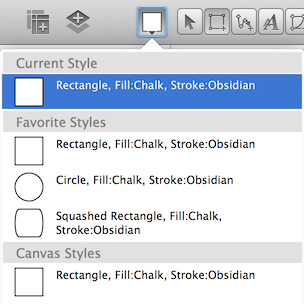 A
Current Style
Rectangle, Fill:Chalk, Stroke:Obsidian
Favorite Styles
Rectangle, Fill:Chalk, Stroke:Obsidian
Circle, Fill:Chalk, Stroke:Obsidian
Squashed Rectangle, Fill:Chalk,
Stroke:Obsidian
Canvas Styles
Rectangle, Fill:Chalk, Stroke:Obsidian